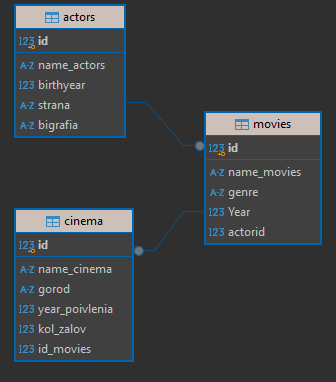 actors
123 id
A-Z name_actors
123 birthyear
A-Z strana
A-Z bigrafia
movies
123 id
A-Z name_movies
A-Z genre
123 Year
123 actorid
cinema
123 id
A-Z name_cinema
A-Z gorod
123 year_poivlenia
123 kol_zalov
123 id_movies